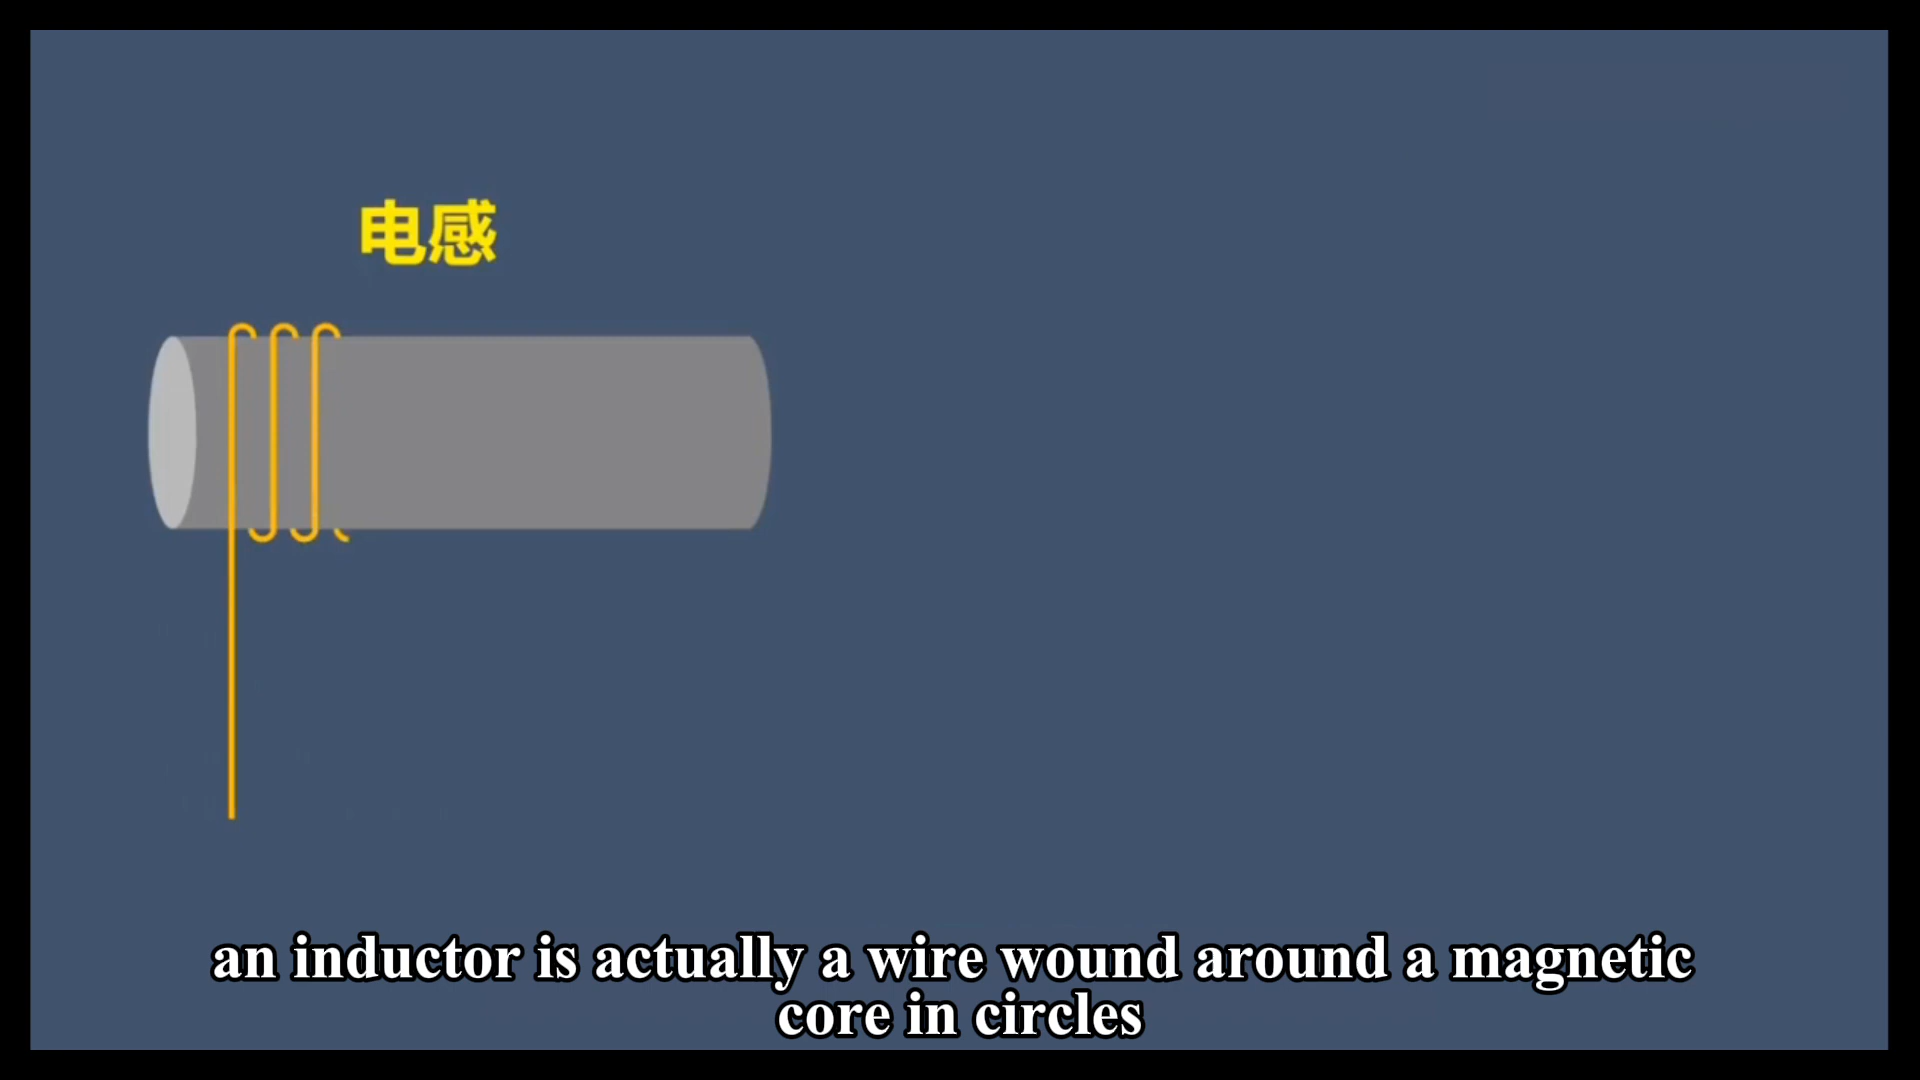 电感
an inductor is actually a wire wound around a magnetic
core in circles